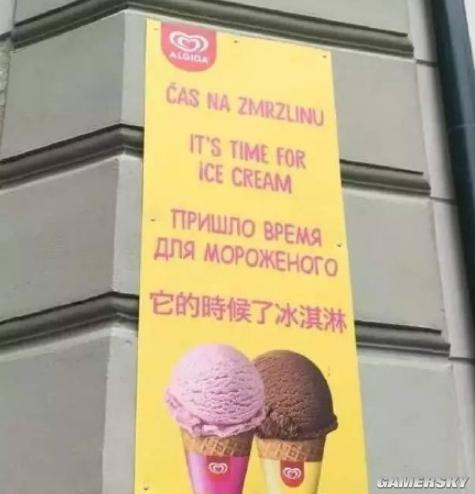 ALGIDA
ČAS NA ZMRZLINU
IT'S TIME FOR
ICE CREAM
ПРИШЛО ВРЕМЯ
ДЛЯ МОРОЖЕНОГО
它的時候了冰淇淋
GAMERSKY